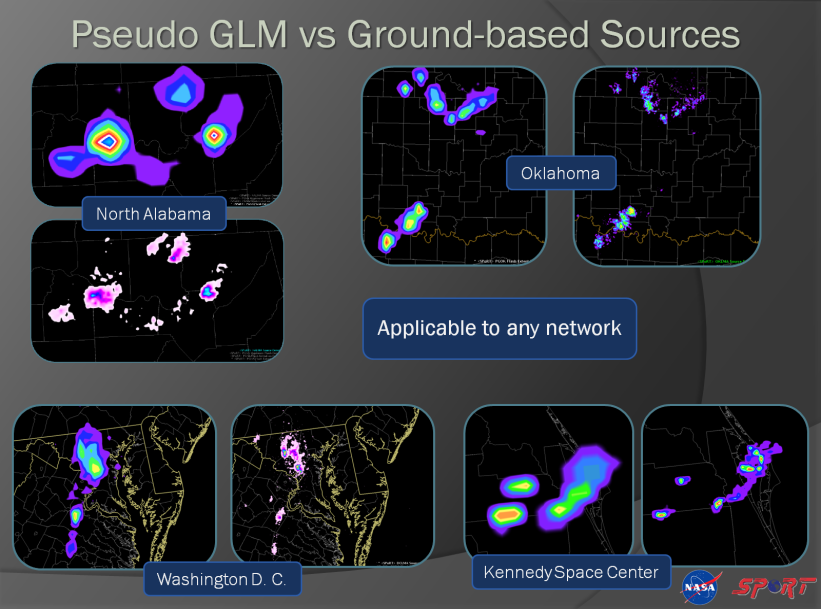 Pseudo GLM vs Ground-based Sources
North Alabama
Oklahoma
Applicable to any network
Washington D. C.
Kennedy Space Center
NASA
SPoRT